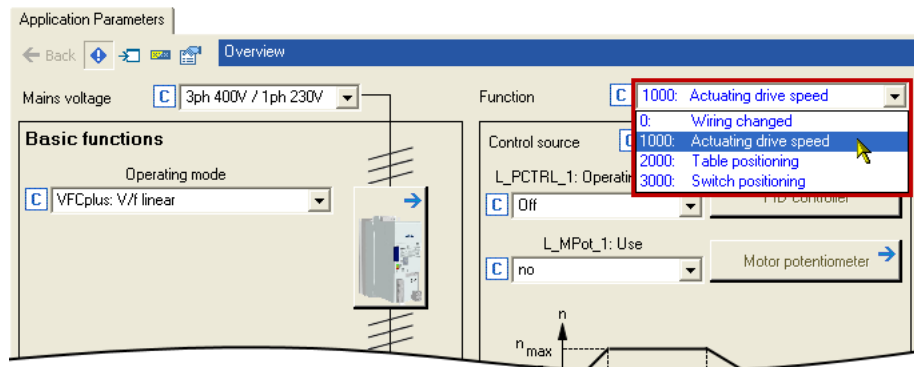 Application Parameters
Back
Overview
Mains voltage
C 3ph 400V / 1ph 230V
Function
C 1000: Actuating drive speed
0: Wiring changed
1000: Actuating drive speed
2000: Table positioning
3000: Switch positioning
Basic functions
Operating mode
C VFCplus: V/f linear
Control source
L_PCTRL_1:
C Off
PID controller
L_MPot_1: Use
C no
Motor potentiometer
n
n max